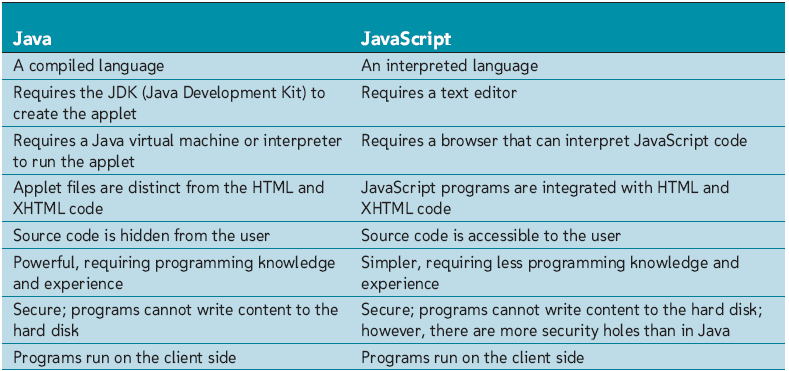 Java JavaScript
A compiled language An interpreted language
Requires the JDK (Java Development Kit) to Requires a text editor
create the applet
Requires a Java virtual machine or interpreter Requires a browser that can interpret JavaScript code
to run the applet
Applet files are distinct from the HTML and JavaScript programs are integrated with HTML and
XHTML code XHTML code
Source code is hidden from the user Source code is accessible to the user
Powerful, requiring programming knowledge Simpler, requiring less programming knowledge and
and experience experience
Secure; programs cannot write content to the Secure; programs cannot write content to the hard disk;
hard disk however, there are more security holes than in Java
Programs run on the client side Programs run on the client side